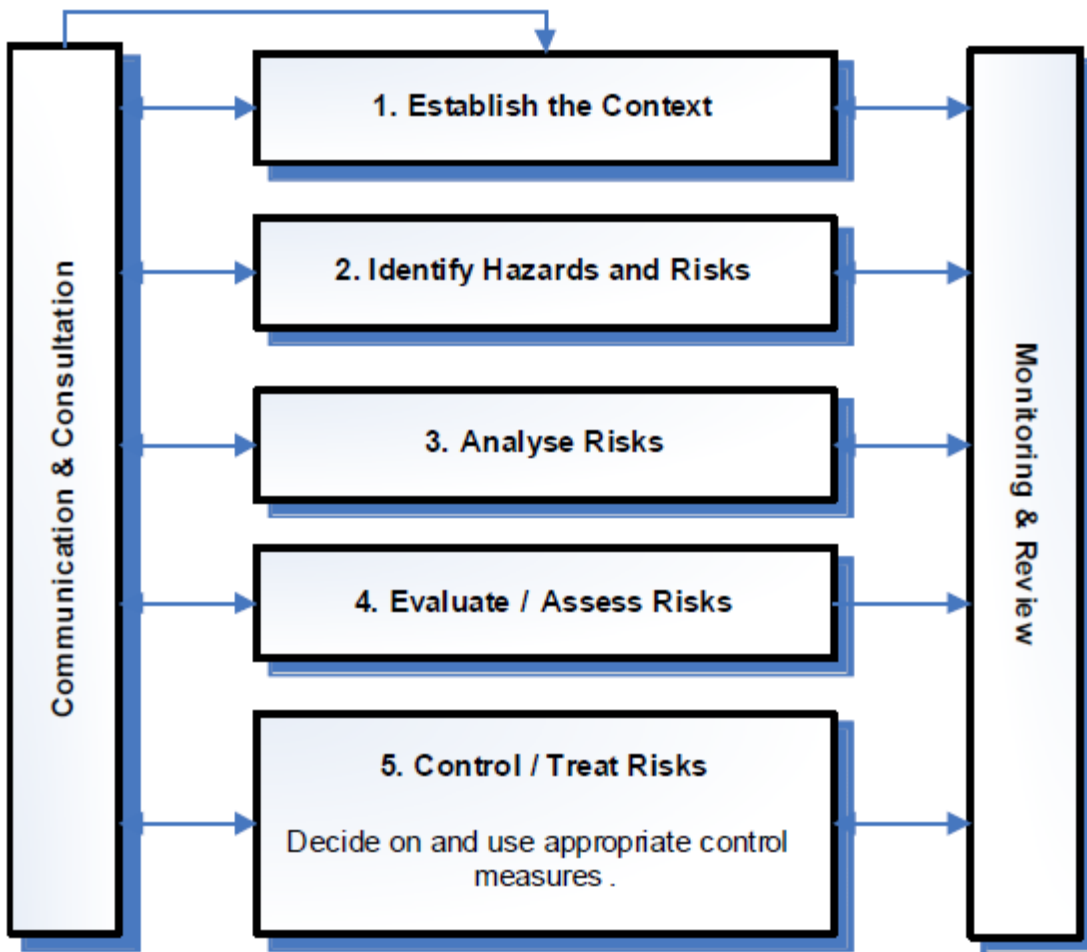 Communication & Consultation
1. Establish the Context
2. Identify Hazards and Risks
3. Analyse Risks
4. Evaluate / Assess Risks
5. Control / Treat Risks
Decide on and use appropriate control
measures .
Monitoring & Review